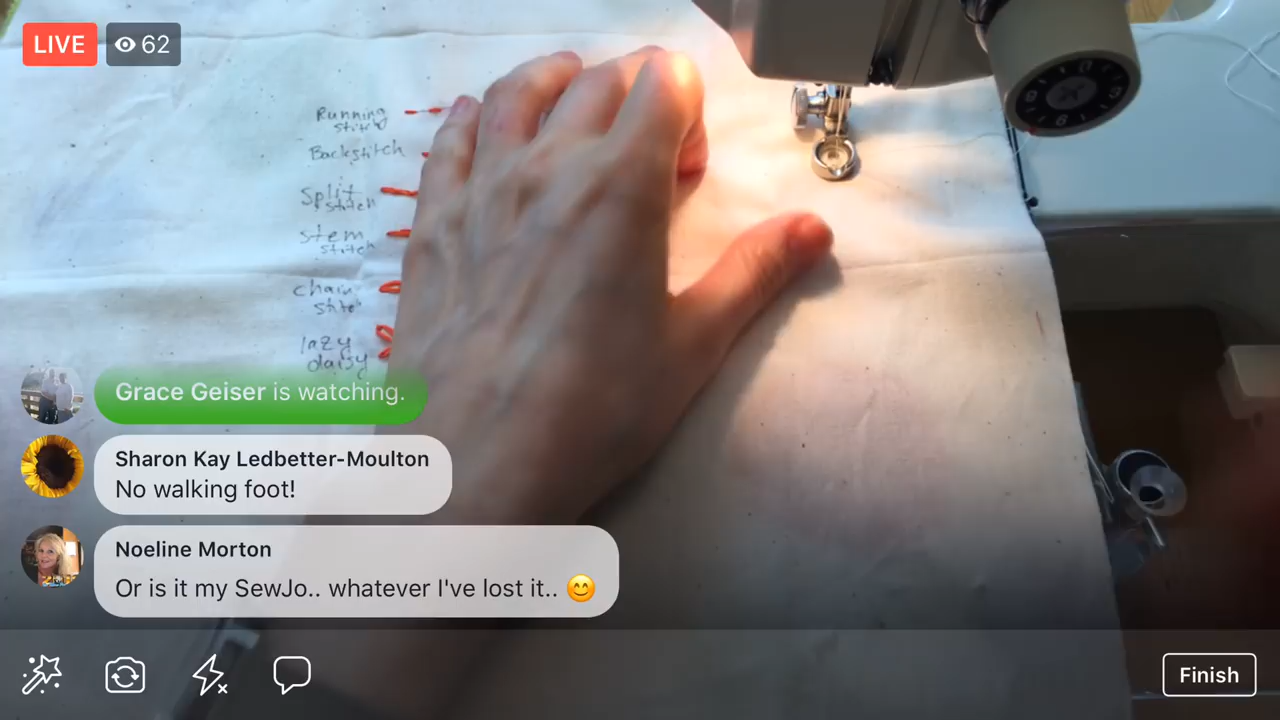 LIVE
62
Running
stitch
Backstitch
Split
stitch
stem
stitch
chain
stitch
lazy
daisy
Grace Geiser is watching.
Sharon Kay Ledbetter-Moulton
No walking foot!
Noeline Morton
Or is it my SewJo.. whatever I've lost it.. 😊
Finish